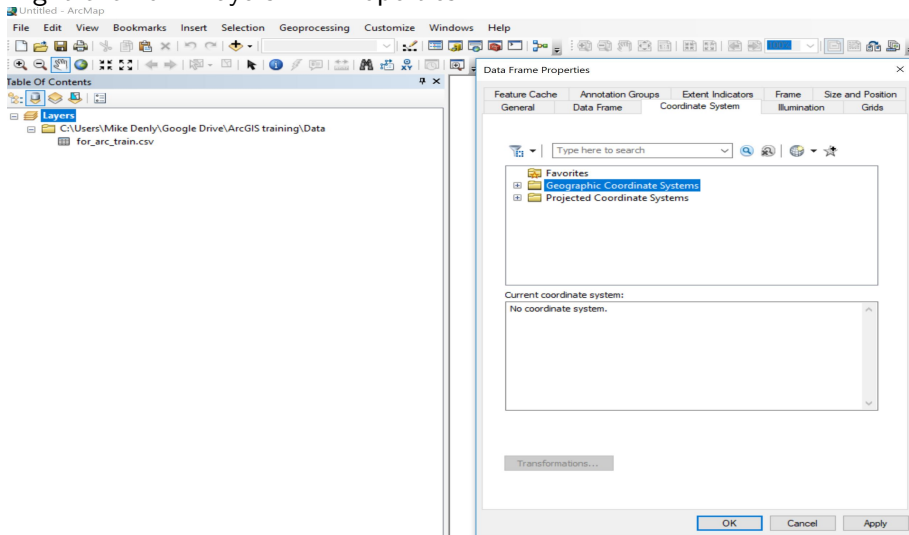 Untitled - ArcMap
File Edit View Bookmarks Insert Selection Geoprocessing Customize Windows Help
Table Of Contents
Layers
C:\Users\Mike Denly\Google Drive\ArcGIS training\Data
for_arc_train.csv
Data Frame Properties
Feature Cache Annotation Groups Extent Indicators Frame Size and Position
General Data Frame Coordinate System Illumination Grids
Type here to search
Favorites
Geographic Coordinate Systems
Projected Coordinate Systems
Current coordinate system:
No coordinate system.
Transformations...
OK Cancel Apply